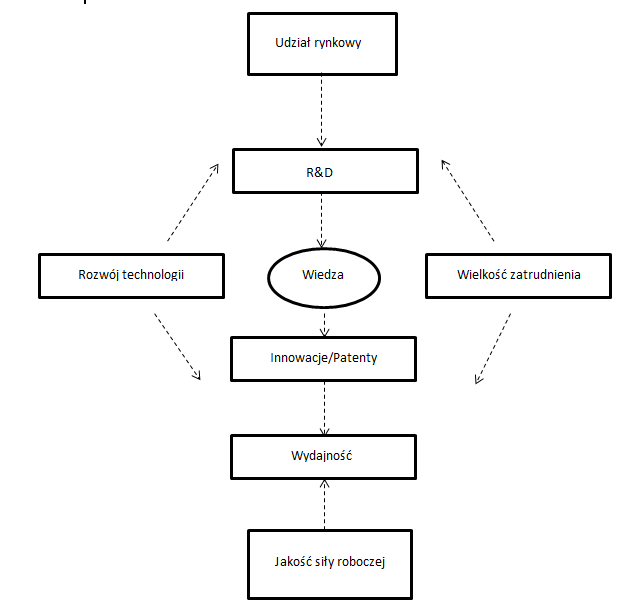 Udział rynkowy
R&D
Rozwój technologii
Wiedza
Wielkość zatrudnienia
Innowacje/Patenty
Wydajność
Jakość siły roboczej